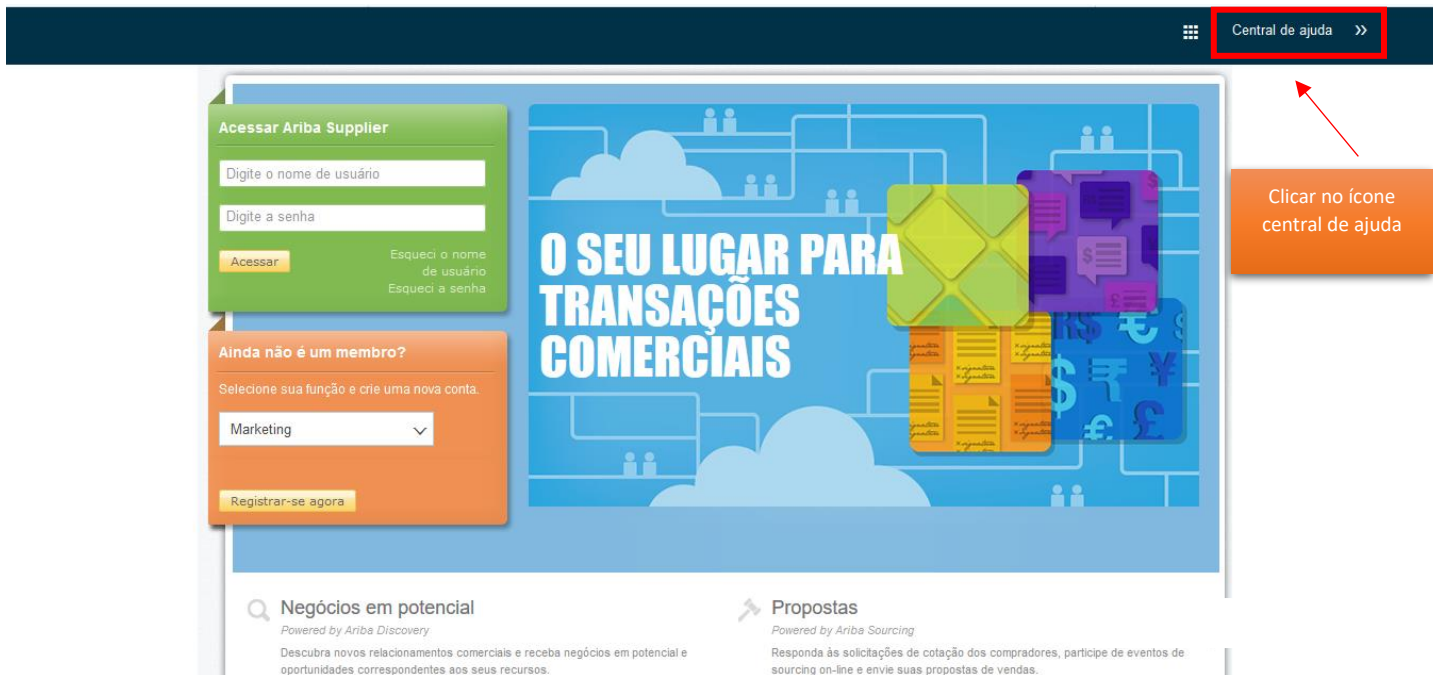 Central de ajuda »
Acessar Ariba Supplier
Digite o nome de usuário
Digite a senha
Acessar
Esqueci o nome
de usuário
Esqueci a senha
Ainda não é um membro?
Selecione sua função e crie uma nova conta.
Marketing
Registrar-se agora
O SEU LUGAR PARA
TRANSAÇÕES
COMERCIAIS
Clicar no ícone
central de ajuda
Negócios em potencial
Powered by Ariba Discovery
Descubra novos relacionamentos comerciais e receba negócios em potencial e
oportunidades correspondentes aos seus recursos.
Propostas
Powered by Ariba Sourcing
Responda às solicitações de cotação dos compradores, participe de eventos de
sourcing on-line e envie suas propostas de vendas.